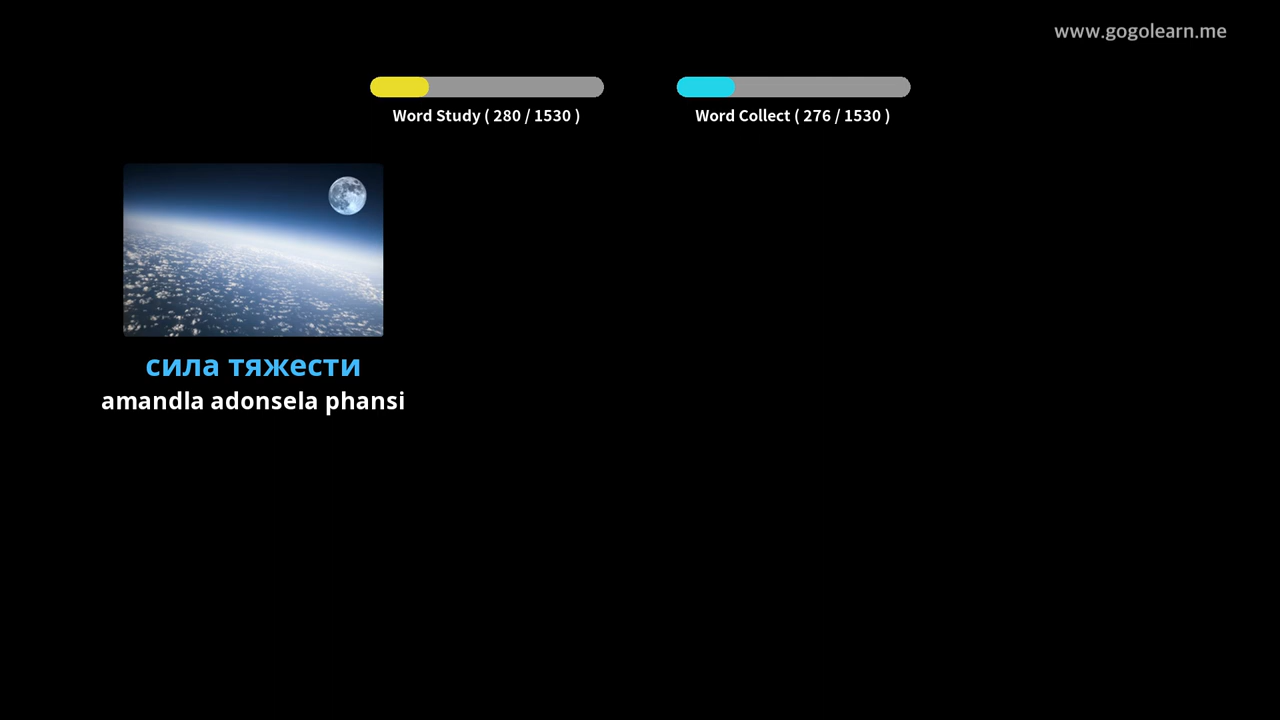 www.gogolearn.me
Word Study ( 280 / 1530 )
Word Collect ( 276 / 1530 )
сила тяжести
amandla adonsela phansi